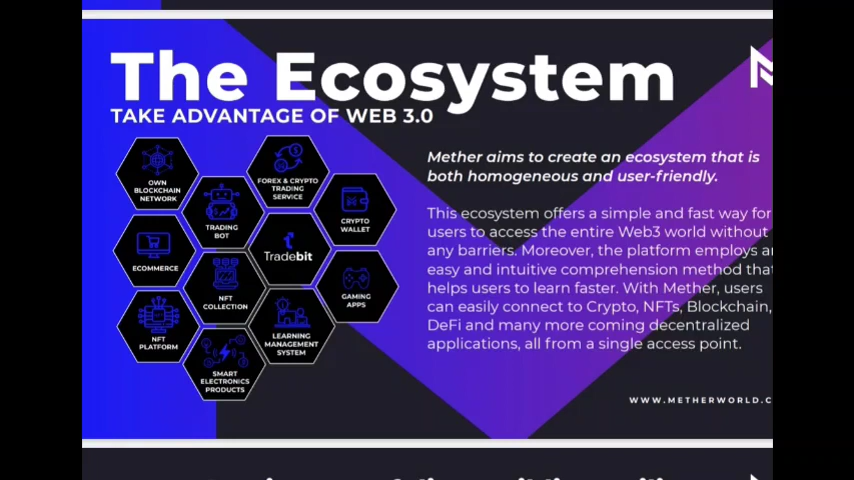 The Ecosystem
TAKE ADVANTAGE OF WEB 3.0
OWN
BLOCKCHAIN
NETWORK
FOREX & CRYPTO
TRADING
SERVICE
TRADING
BOT
CRYPTO
WALLET
ECOMMERCE
Tradebit
NFT
COLLECTION
GAMING
APPS
NFT
PLATFORM
LEARNING
MANAGEMENT
SYSTEM
SMART
ELECTRONICS
PRODUCTS
Mether aims to create an ecosystem that is
both homogeneous and user-friendly.
This ecosystem offers a simple and fast way for
users to access the entire Web3 world without
any barriers. Moreover, the platform employs an
easy and intuitive comprehension method that
helps users to learn faster. With Mether, users
can easily connect to Crypto, NFTs, Blockchain,
DeFi and many more coming decentralized
applications, all from a single access point.
WWW.METHERWORLD.C